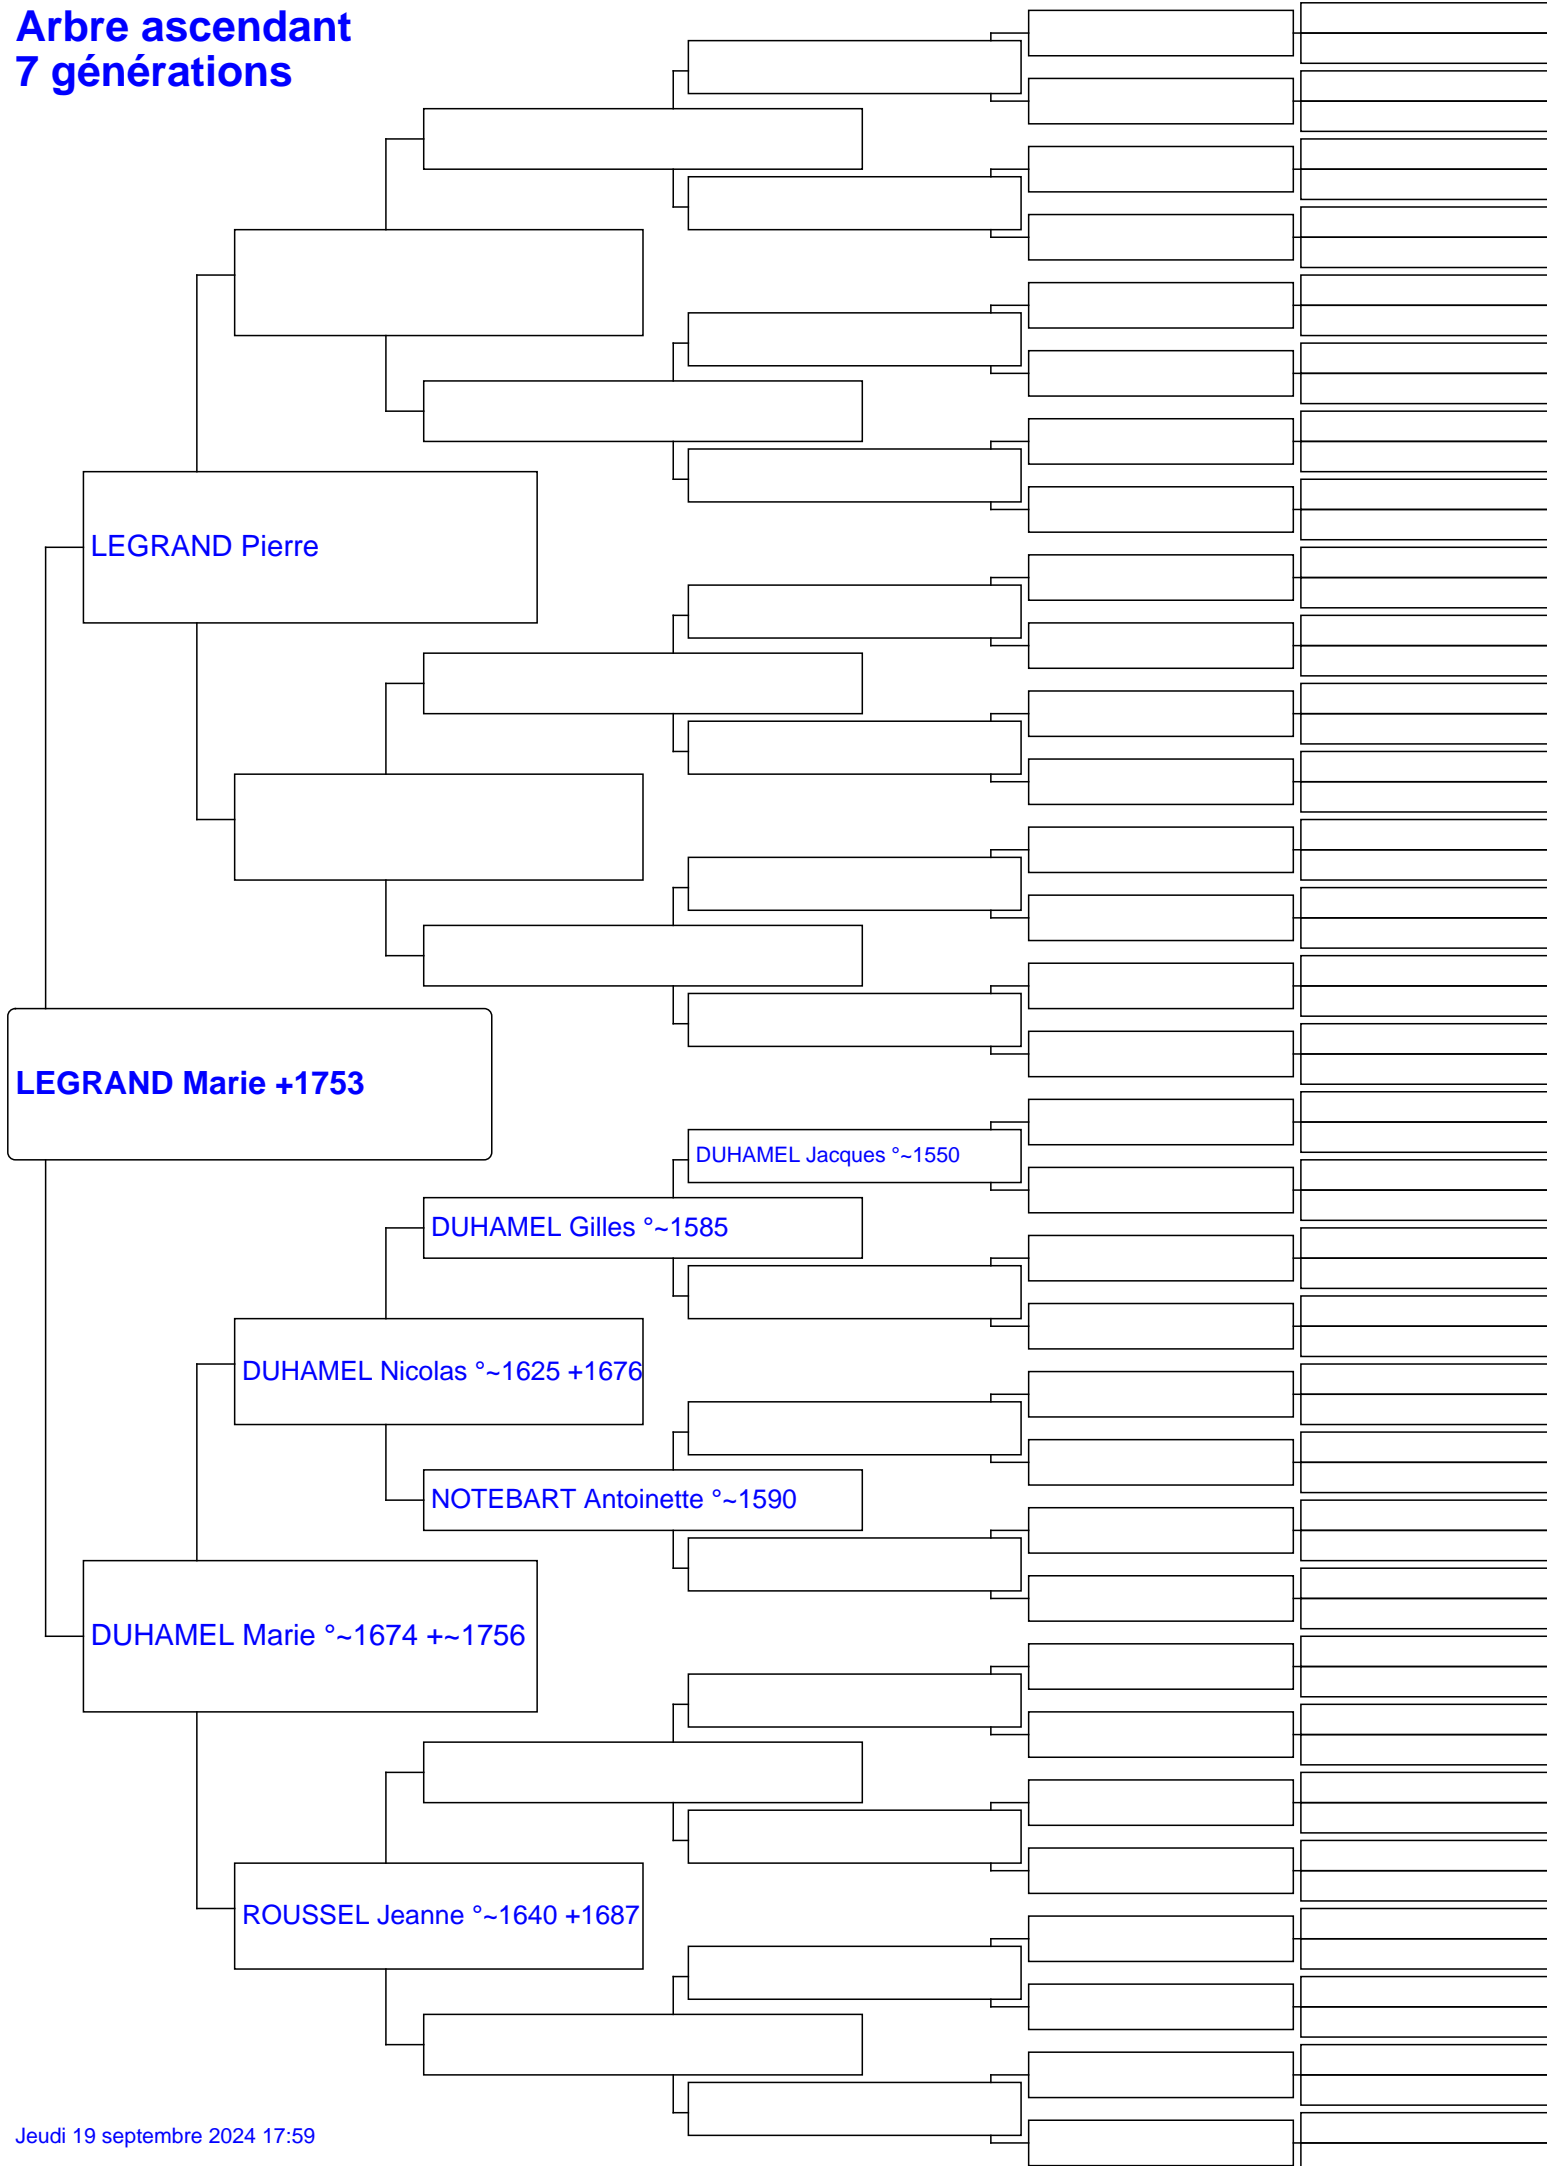 Arbre ascendant
7 générations
LEGRAND Pierre
LEGRAND Marie +1753
DUHAMEL Jacques °~1550
DUHAMEL Gilles °~1585
DUHAMEL Nicolas °~1625 +1676
NOTEBART Antoinette °~1590
DUHAMEL Marie °~1674 +~1756
ROUSSEL Jeanne °~1640 +1687
Jeudi 19 septembre 2024 17:59